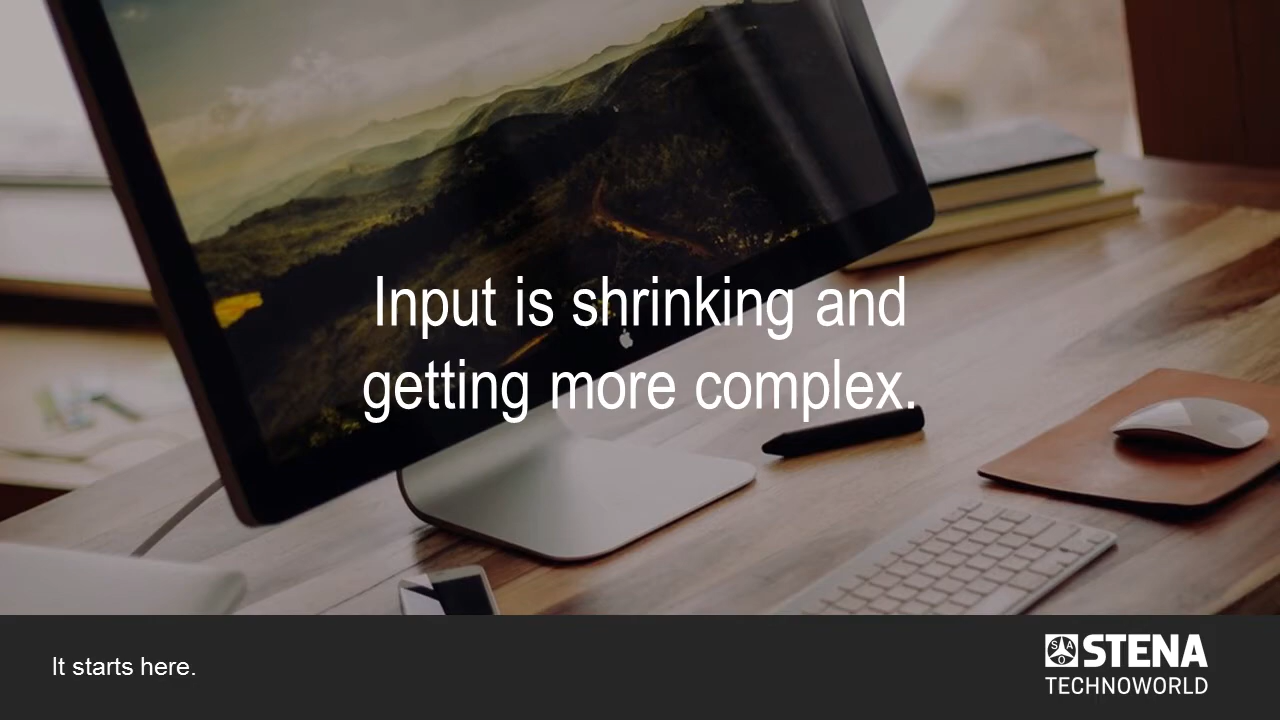 Input is shrinking and
getting more complex.
It starts here.
S A O STENA
TECHNOWORLD